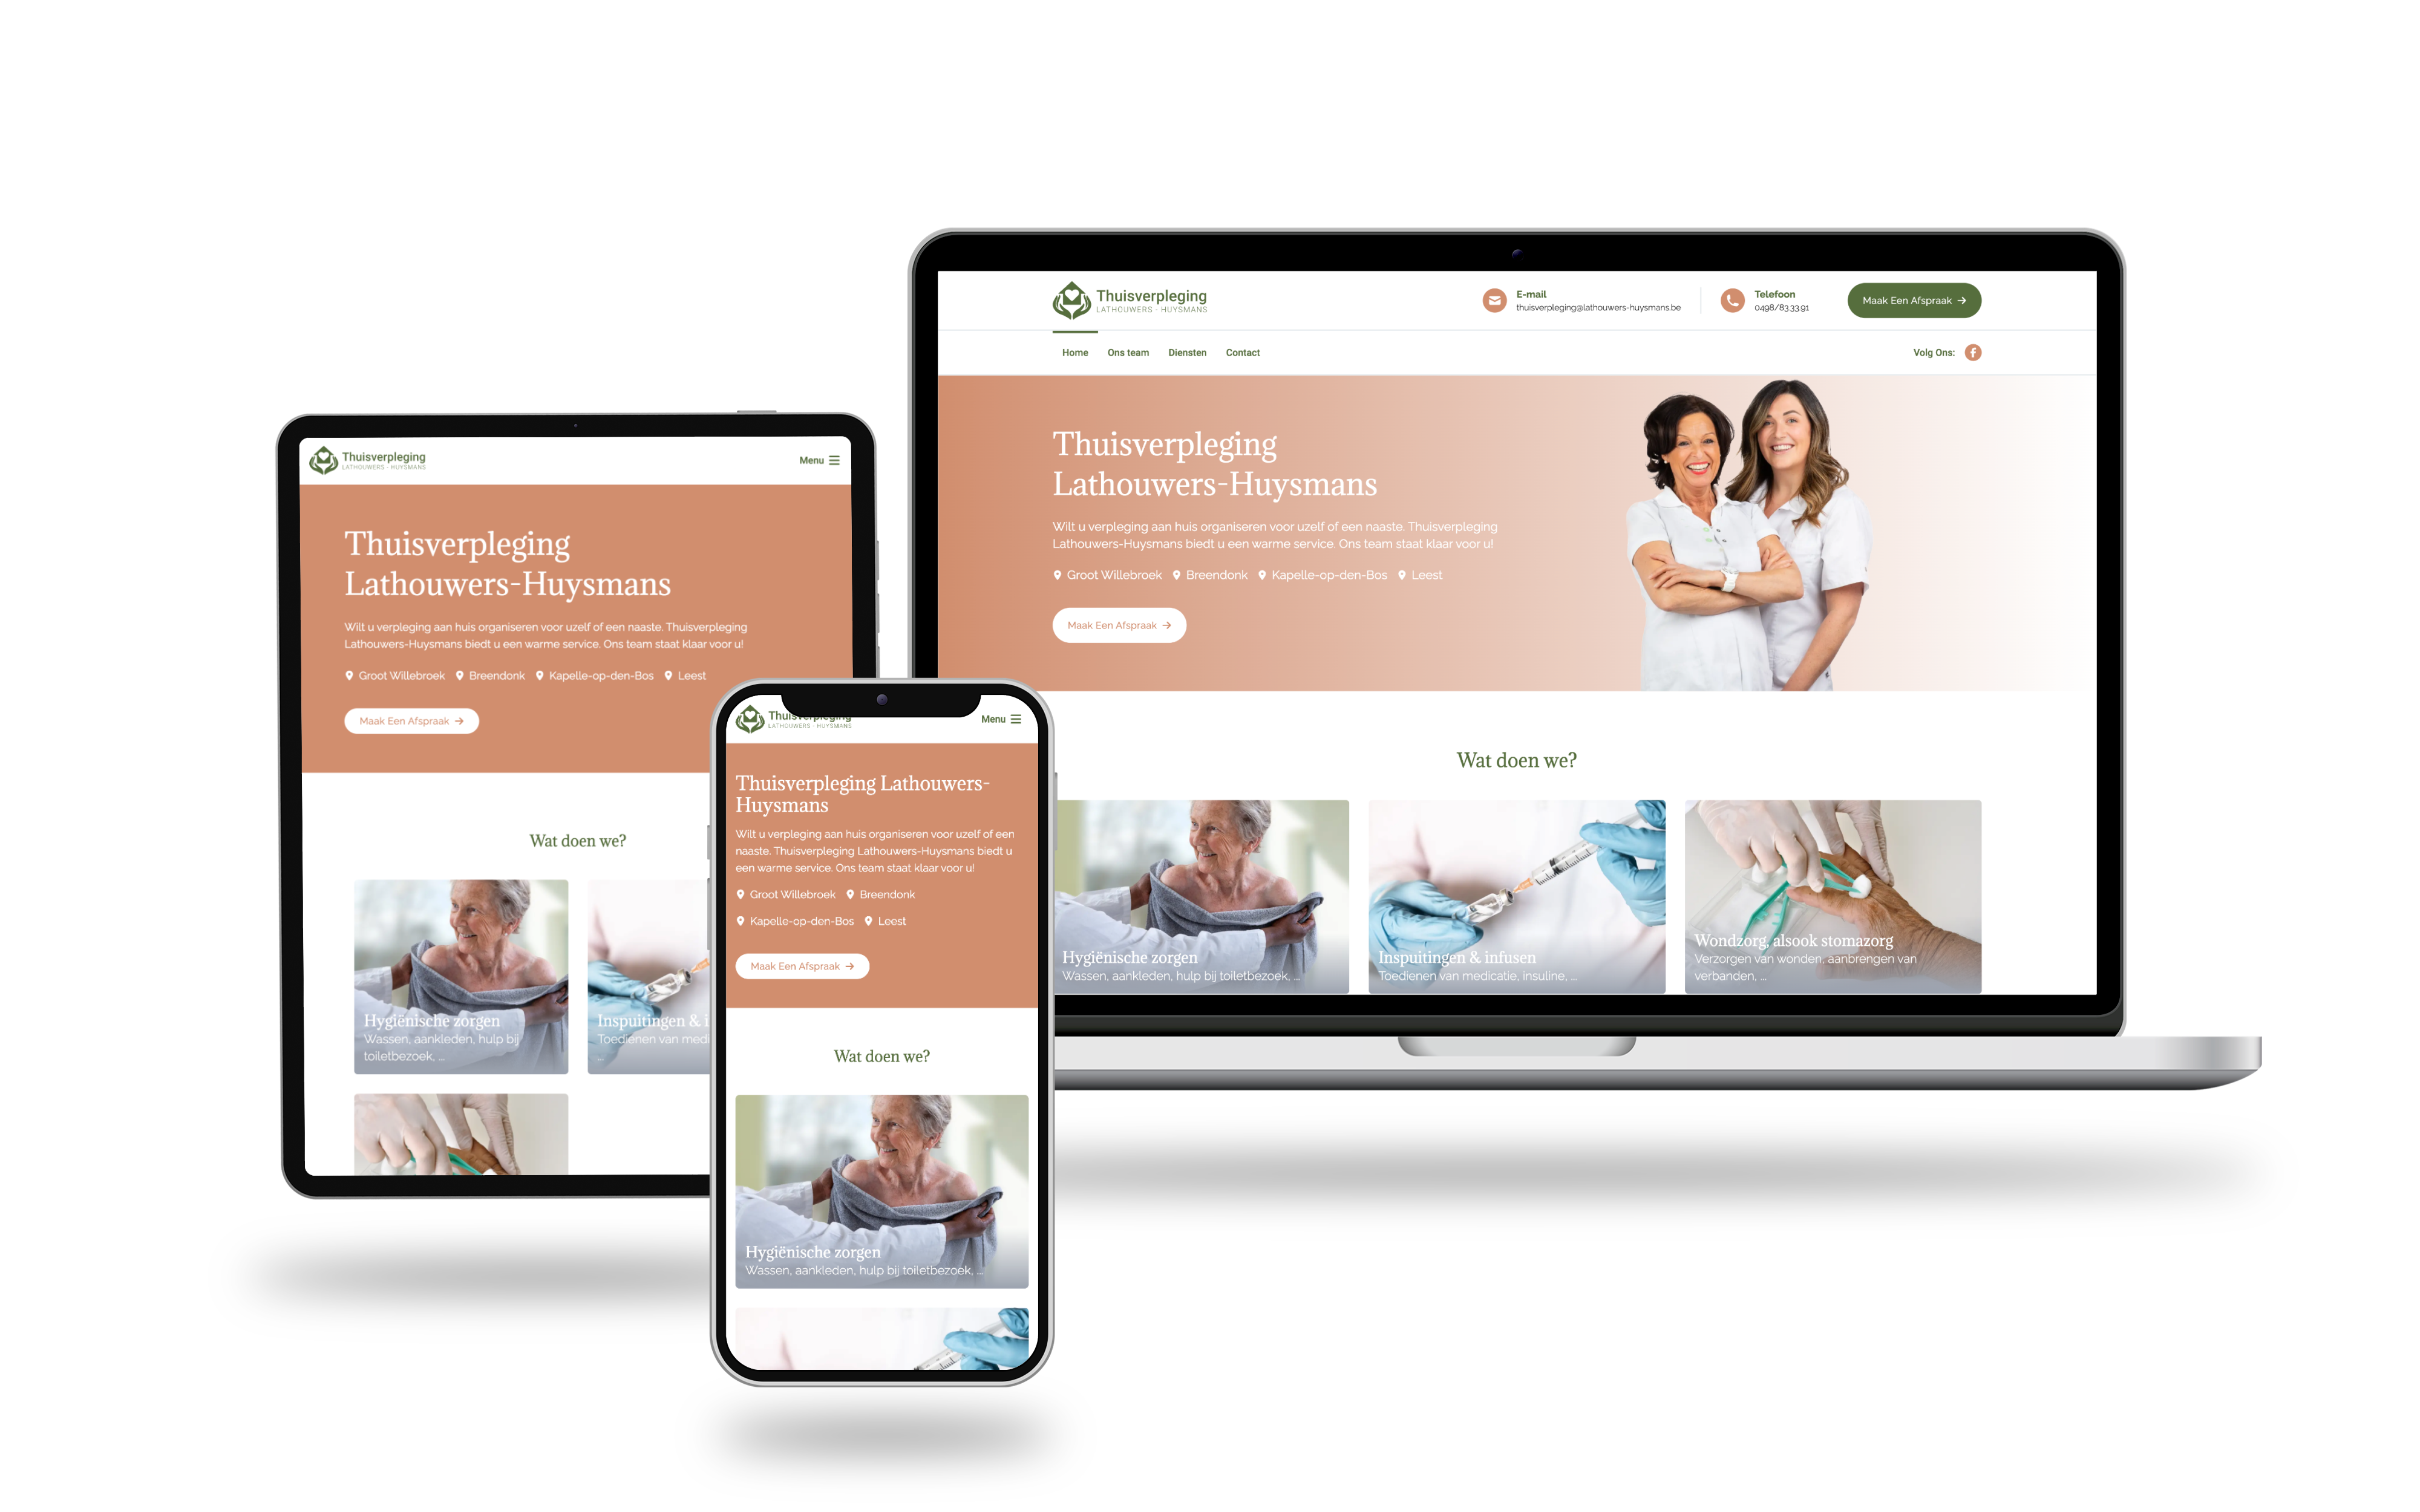 Thuisverpleging
LATHOUWERS - HUYSMANS
E-mail
thuisverpleging@lathouwers-huysmans.be
Telefoon
0498/83.33.91
Maak Een Afspraak →
Home Ons team Diensten Contact
Volg Ons:
Thuisverpleging
Lathouwers-Huysmans
Wilt u verpleging aan huis organiseren voor uzelf of een naaste. Thuisverpleging
Lathouwers-Huysmans biedt u een warme service. Ons team staat klaar voor u!
Groot Willebroek Breendonk Kapelle-op-den-Bos Leest
Maak Een Afspraak →
Wat doen we?
Hygiënische zorgen
Wassen, aankleden, hulp bij toiletbezoek, ...
Inspuitingen & infusen
Toedienen van medicatie, insuline, ...
Wondzorg, alsook stomazorg
Verzorgen van wonden, aanbrengen van
verbanden, ...
Thuisverpleging
LATHOUWERS - HUYSMANS
Menu
Thuisverpleging
Lathouwers-Huysmans
Wilt u verpleging aan huis organiseren voor uzelf of een naaste. Thuisverpleging
Lathouwers-Huysmans biedt u een warme service. Ons team staat klaar voor u!
Groot Willebroek Breendonk Kapelle-op-den-Bos Leest
Maak Een Afspraak →
Wat doen we?
Hygiënische zorgen
Wassen, aankleden, hulp bij
toiletbezoek, ...
Inspuitingen & i
Toedienen van medi
...
Thuisverpleging
LATHOUWERS - HUYSMANS
Menu
Thuisverpleging Lathouwers-
Huysmans
Wilt u verpleging aan huis organiseren voor uzelf of een
naaste. Thuisverpleging Lathouwers-Huysmans biedt u
een warme service. Ons team staat klaar voor u!
Groot Willebroek Breendonk
Kapelle-op-den-Bos Leest
Maak Een Afspraak →
Wat doen we?
Hygiënische zorgen
Wassen, aankleden, hulp bij toiletbezoek, ...